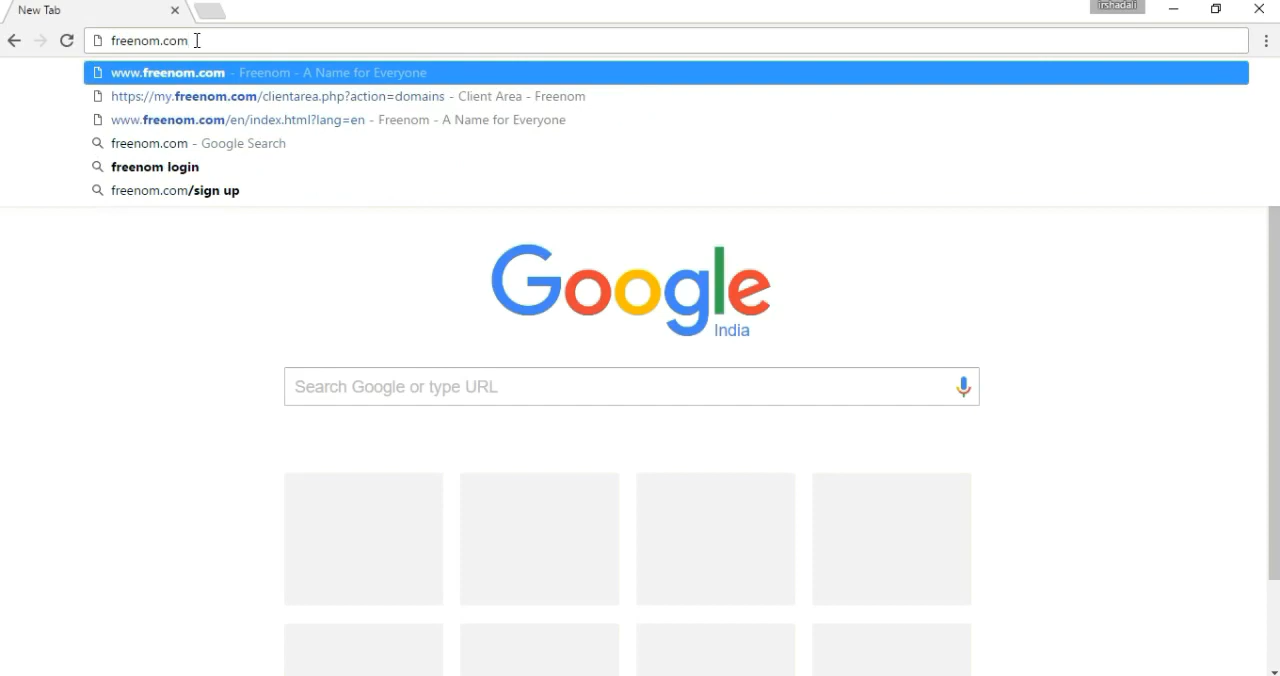 New Tab
irshadali
freenom.com
www.freenom.com - Freenom - A Name for Everyone
https://my.freenom.com/clientarea.php?action=domains - Client Area - Freenom
www.freenom.com/en/index.html?lang=en - Freenom - A Name for Everyone
freenom.com - Google Search
freenom login
freenom.com/sign up
Google
India
Search Google or type URL